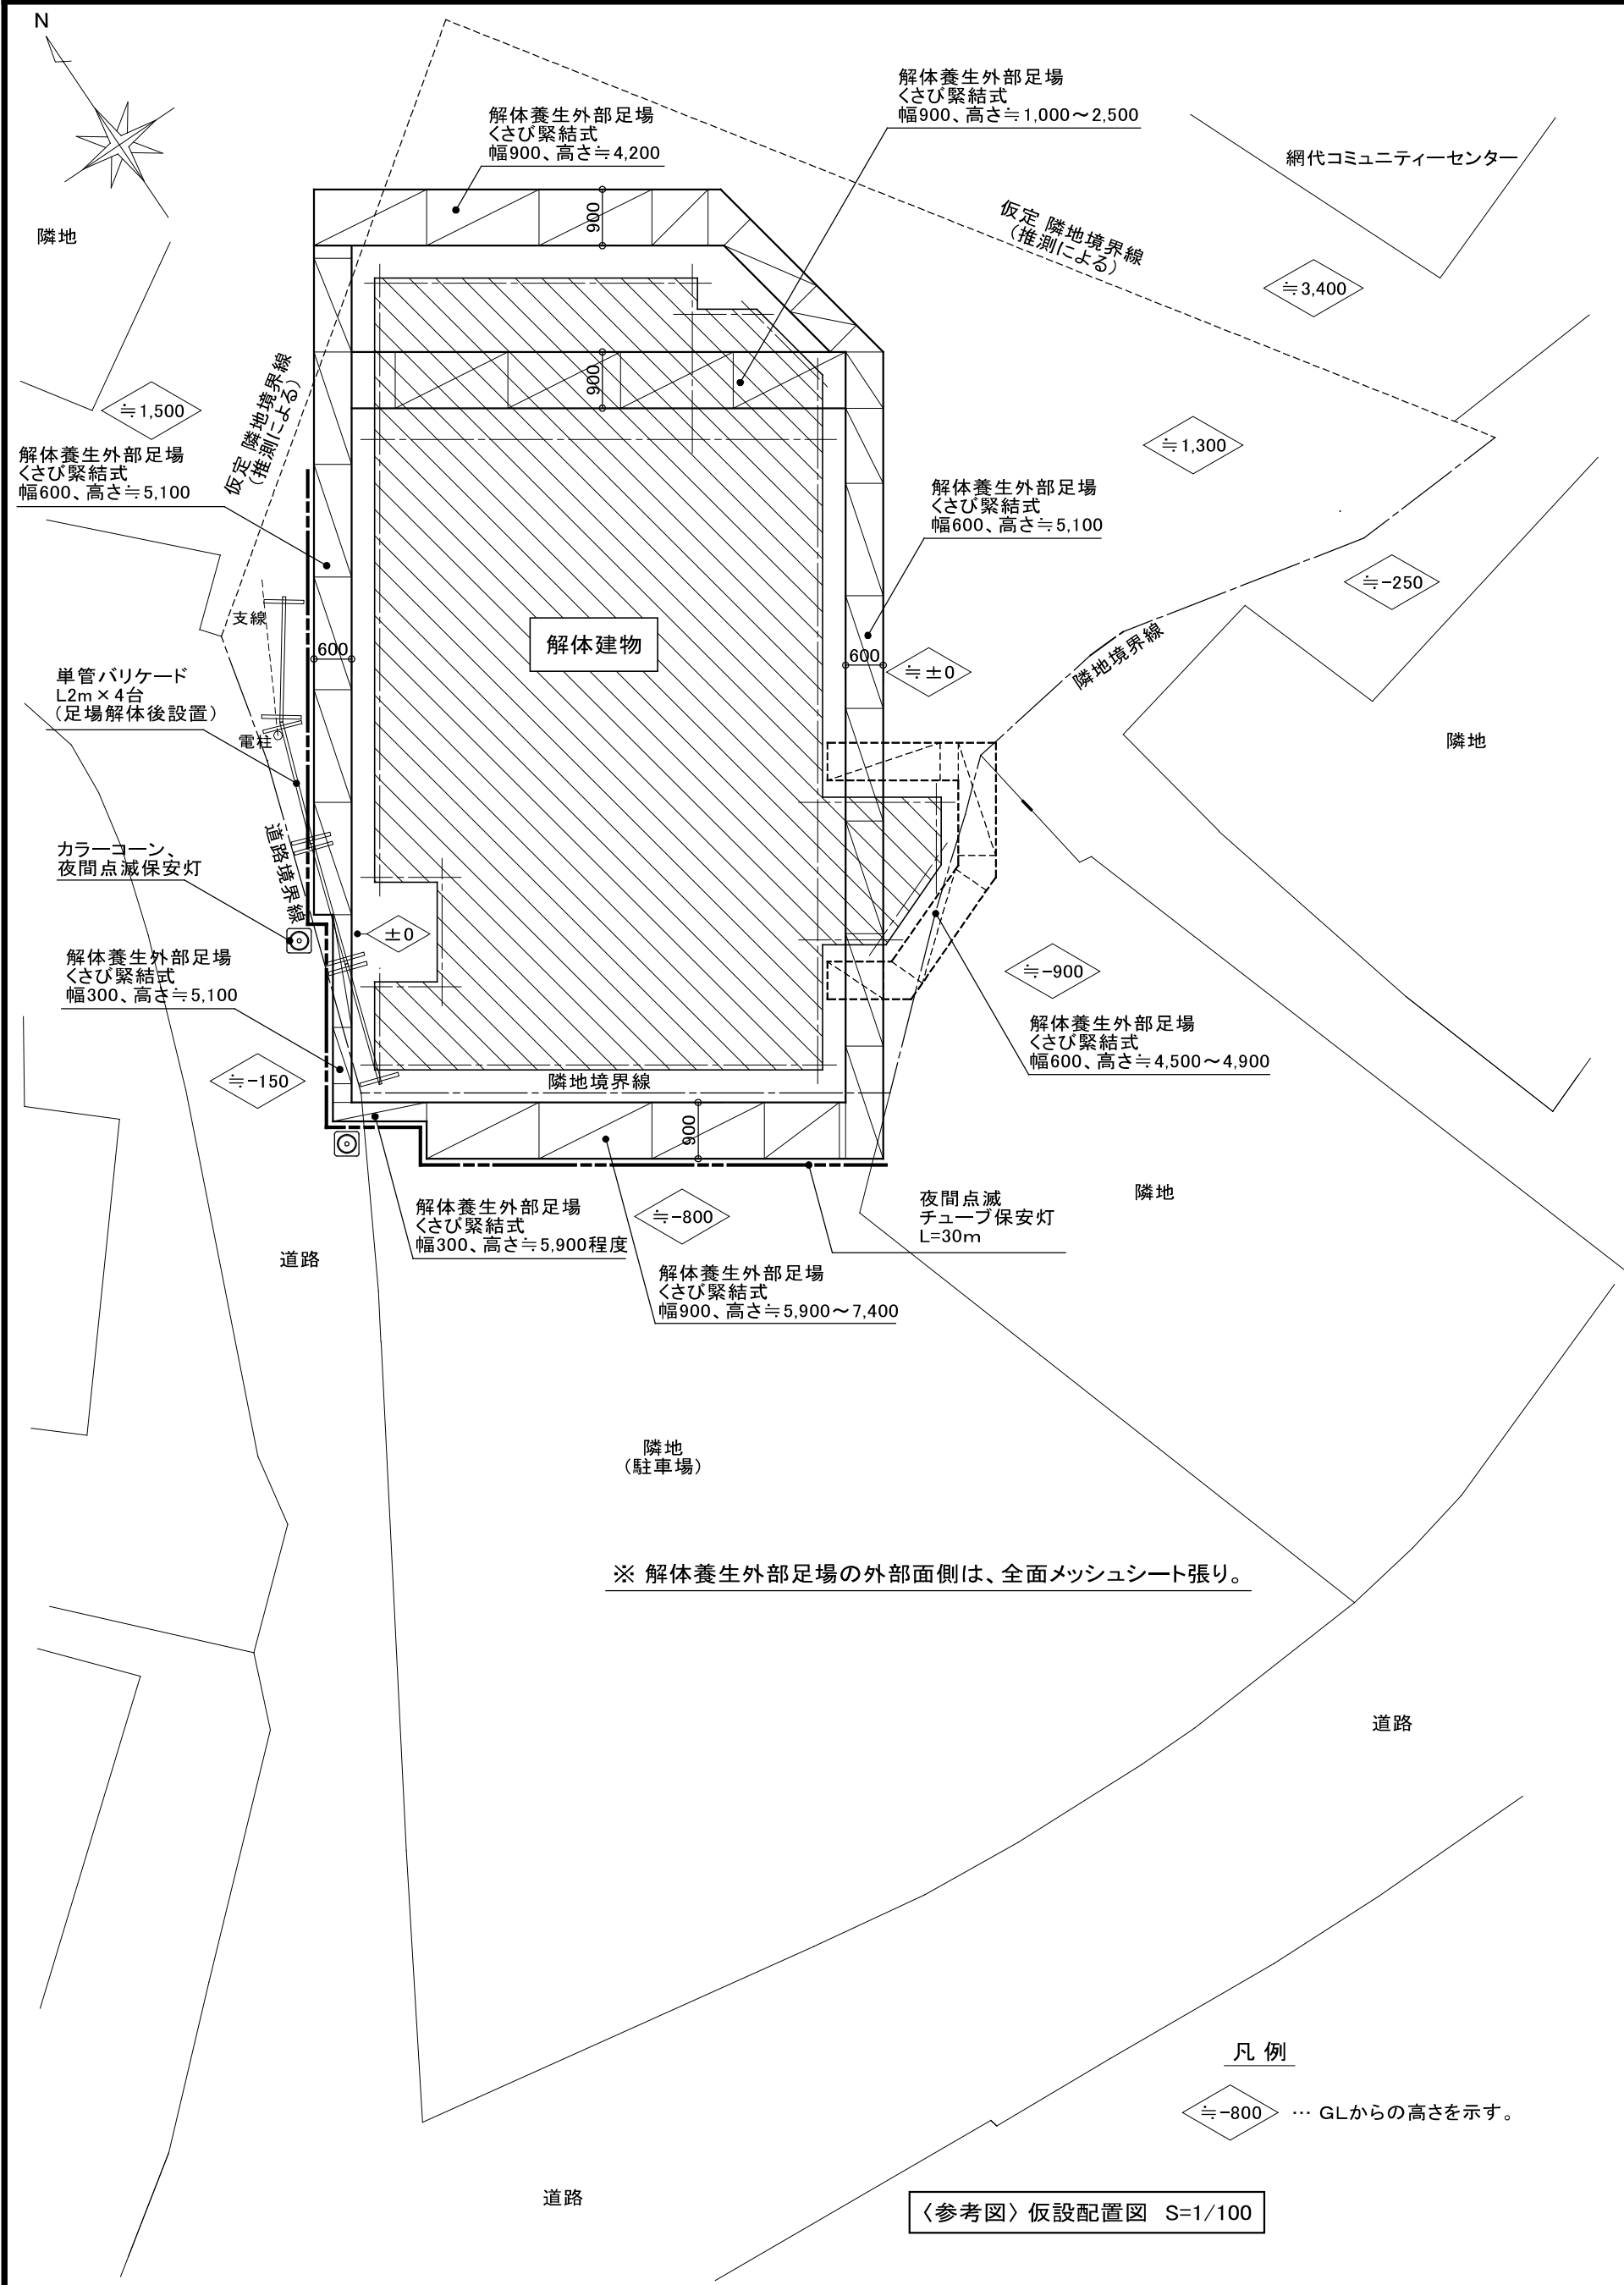 N
解体養生外部足場
くさび緊結式
幅900、高さ≒1,000～2,500
解体養生外部足場
くさび緊結式
幅900、高さ≒4,200
網代コミュニティーセンター
隣地
900
仮定 隣地境界線
（推測による）
≒3,400
仮定 隣地境界線
（推測による）
900
≒1,500
≒1,300
解体養生外部足場
くさび緊結式
幅600、高さ≒5,100
解体養生外部足場
くさび緊結式
幅600、高さ≒5,100
≒-250
支線
解体建物
600
600
≒±0
隣地境界線
単管バリケード
L2m×4台
（足場解体後設置）
電柱
隣地
道路境界線
カラーコーン、
夜間点滅保安灯
±0
解体養生外部足場
くさび緊結式
幅300、高さ≒5,100
≒-900
解体養生外部足場
くさび緊結式
幅600、高さ≒4,500～4,900
≒-150
隣地境界線
900
解体養生外部足場
くさび緊結式
幅300、高さ≒5,900程度
≒-800
夜間点滅
チューブ保安灯
L=30m
隣地
道路
解体養生外部足場
くさび緊結式
幅900、高さ≒5,900～7,400
隣地
（駐車場）
※ 解体養生外部足場の外部面側は、全面メッシュシート張り。
道路
凡 例
≒-800 … GLからの高さを示す。
道路
〈参考図〉 仮設配置図 S=1/100